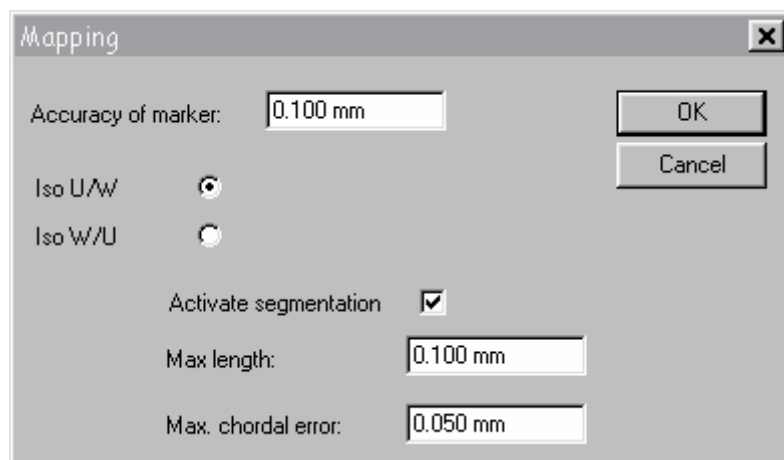 Mapping
Accuracy of marker: 0.100 mm
OK
Cancel
Iso U/W
Iso W/U
Activate segmentation
Max length: 0.100 mm
Max. chordal error: 0.050 mm